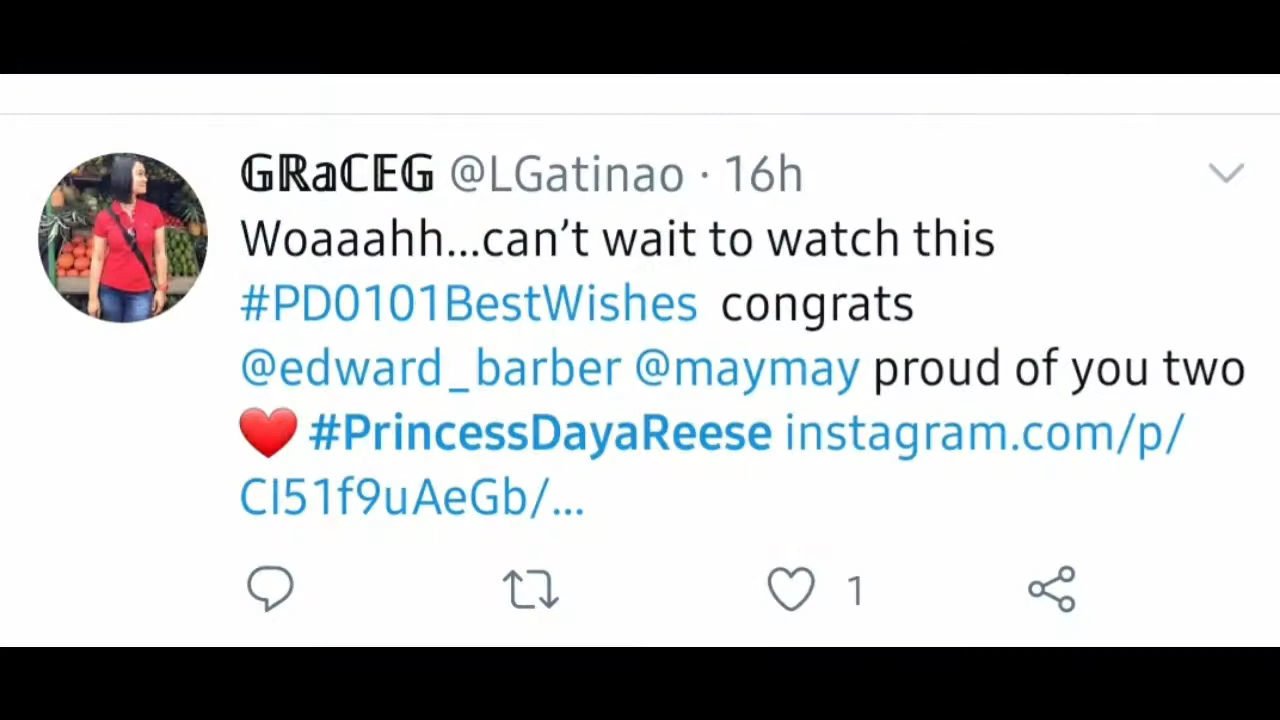 GRaCEG @LGatinao · 16h
Woaaahh...can't wait to watch this
#PD0101BestWishes congrats
@edward_barber @maymay proud of you two
❤️ #PrincessDayaReese instagram.com/p/
CI51f9uAeGb/...
1